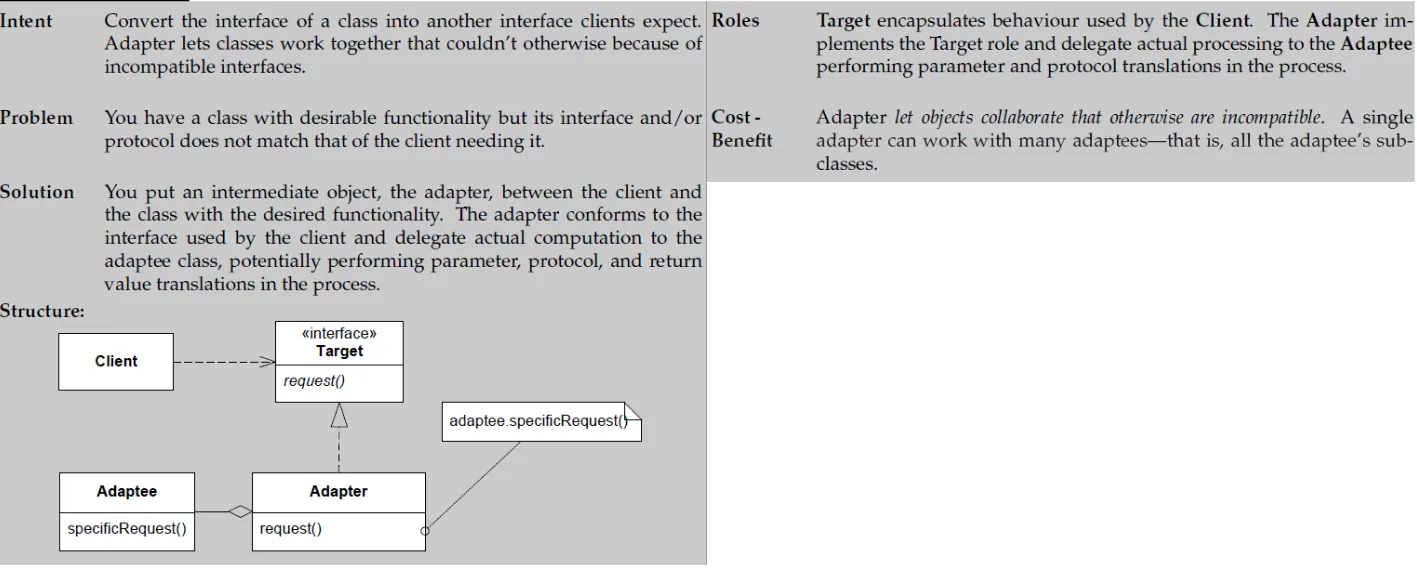 Intent Convert the interface of a class into another interface clients expect.
Adapter lets classes work together that couldn't otherwise because of
incompatible interfaces.
Problem You have a class with desirable functionality but its interface and/or
protocol does not match that of the client needing it.
Solution You put an intermediate object, the adapter, between the client and
the class with the desired functionality. The adapter conforms to the
interface used by the client and delegate actual computation to the
adaptee class, potentially performing parameter, protocol, and return
value translations in the process.
Structure:
Client
«interface»
Target
request()
adaptee.specificRequest()
Adaptee
specificRequest()
Adapter
request()
Roles Target encapsulates behaviour used by the Client. The Adapter im-
plements the Target role and delegate actual processing to the Adaptee
performing parameter and protocol translations in the process.
Cost - Adapter let objects collaborate that otherwise are incompatible. A single
Benefit adapter can work with many adaptees—that is, all the adaptee's sub-
classes.